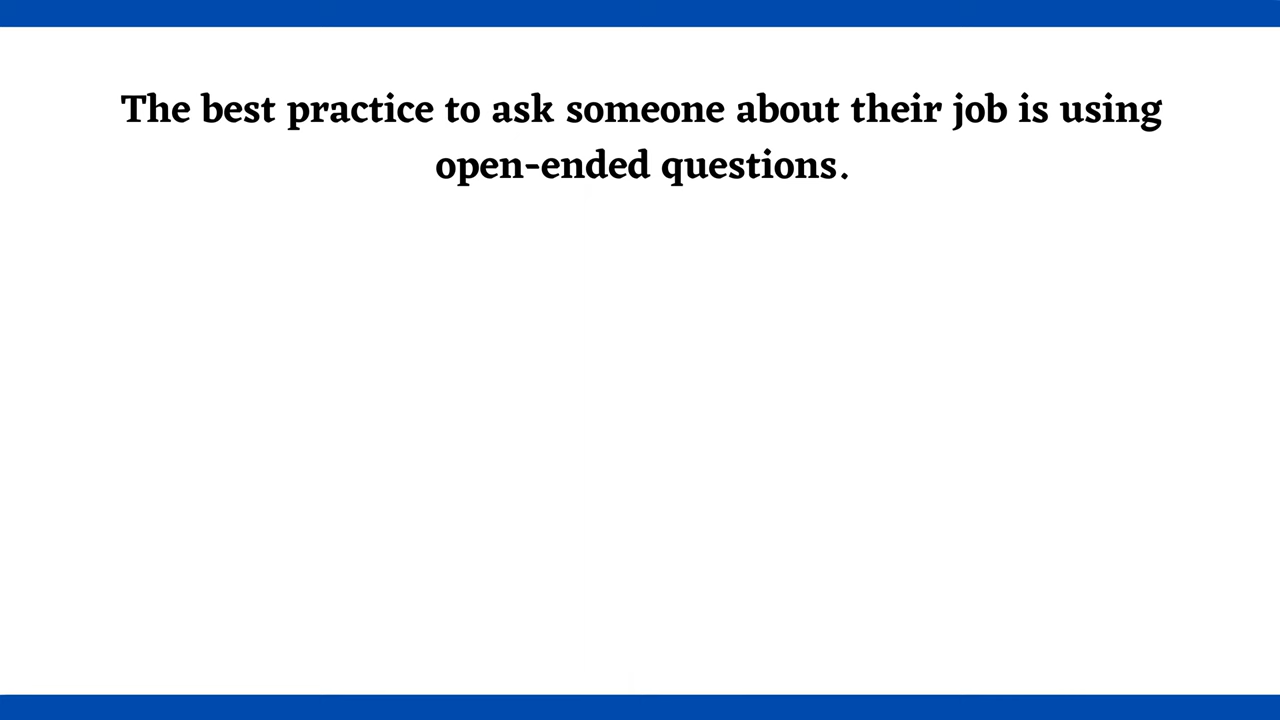 The best practice to ask someone about their job is using
open-ended questions.